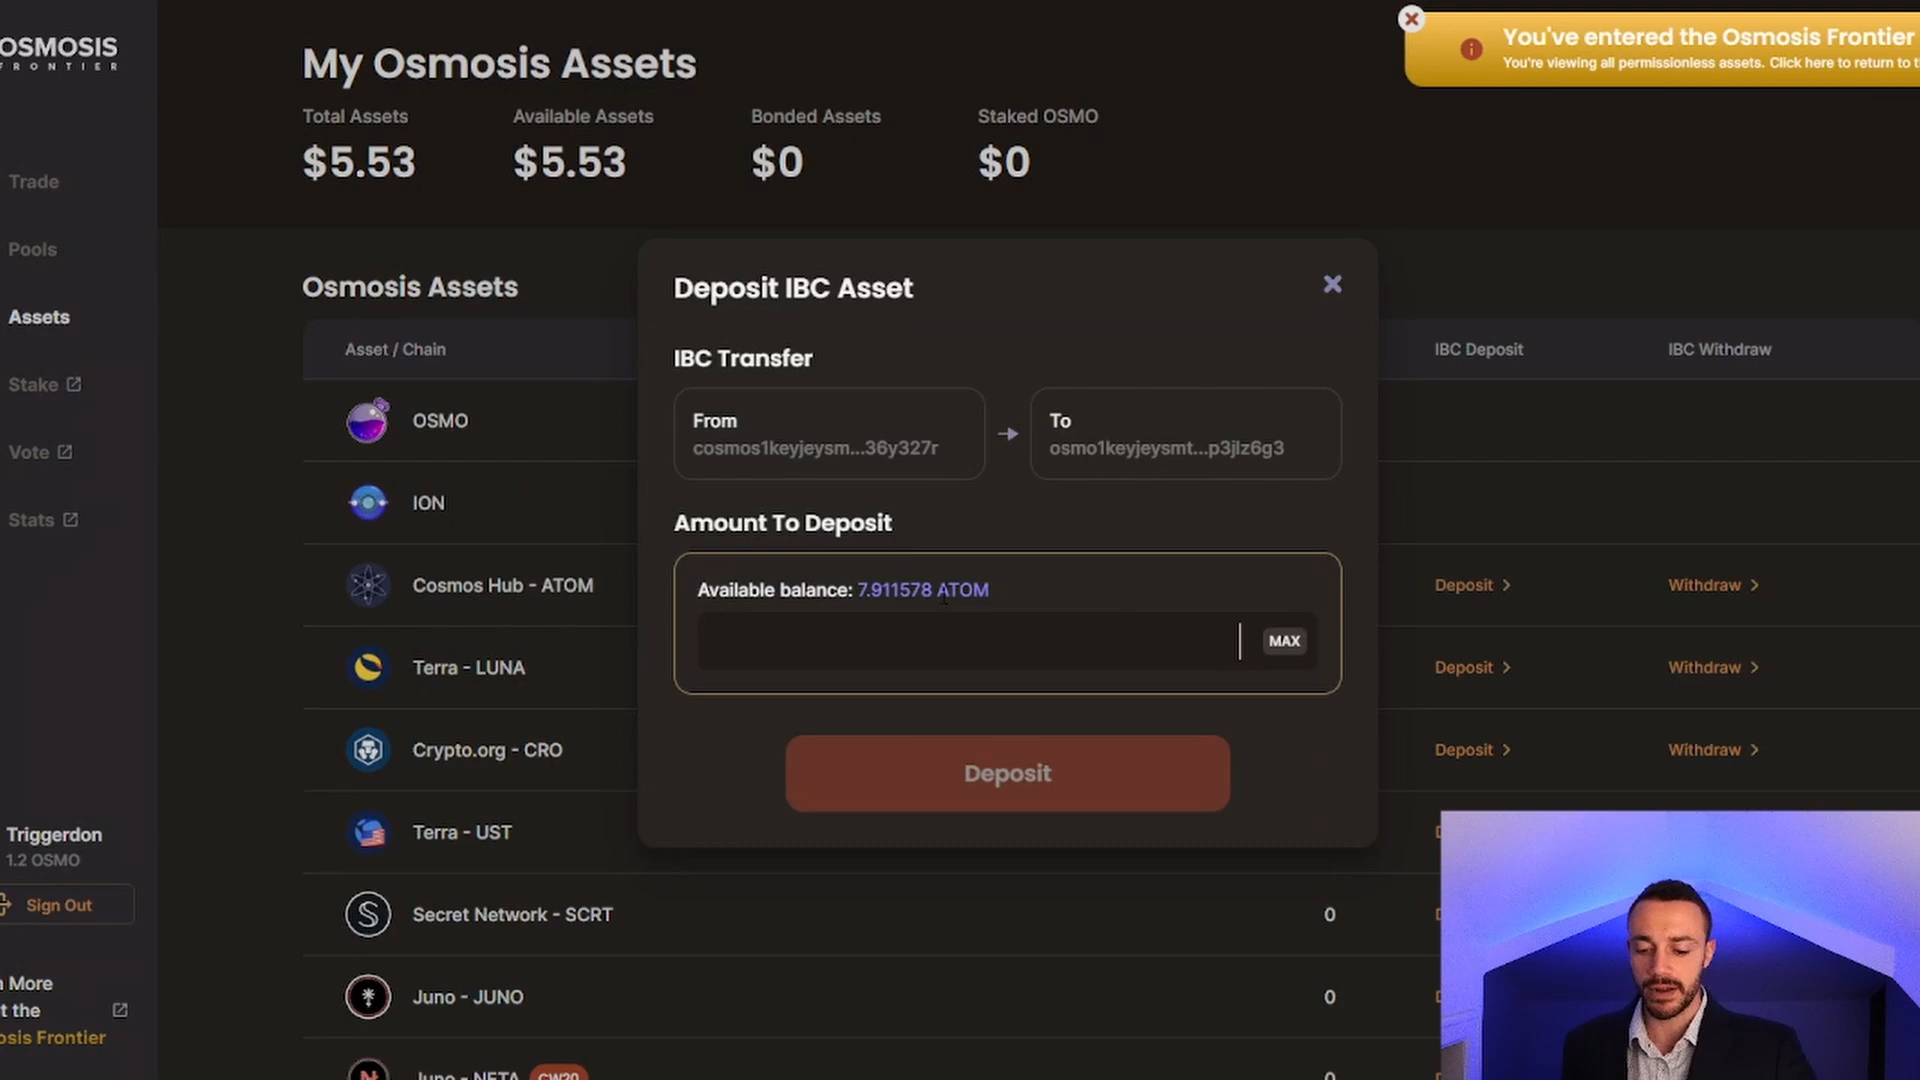 OSMOSIS
FRONTIER
Trade
Pools
Assets
Stake
Vote
Stats
Triggerdon
1.2 OSMO
Sign Out
More
the
Frontier
My Osmosis Assets
Total Assets
$5.53
Available Assets
$5.53
Bonded Assets
$0
Staked OSMO
$0
You've entered the Osmosis Frontier
You're viewing all permissionless assets. Click here to return to
Osmosis Assets
Asset / Chain
IBC Deposit
IBC Withdraw
OSMO
ION
Cosmos Hub - ATOM
Deposit
Withdraw
Terra - LUNA
Deposit
Withdraw
Crypto.org - CRO
Deposit
Withdraw
Terra - UST
Secret Network - SCRT
0
Juno - JUNO
0
Juno - NETA
CW20
0
Deposit IBC Asset
IBC Transfer
From
cosmos1keyjeysm...36y327r
To
osmo1keyjeysmt...p3jlz6g3
Amount To Deposit
Available balance: 7.911578 ATOM
MAX
Deposit